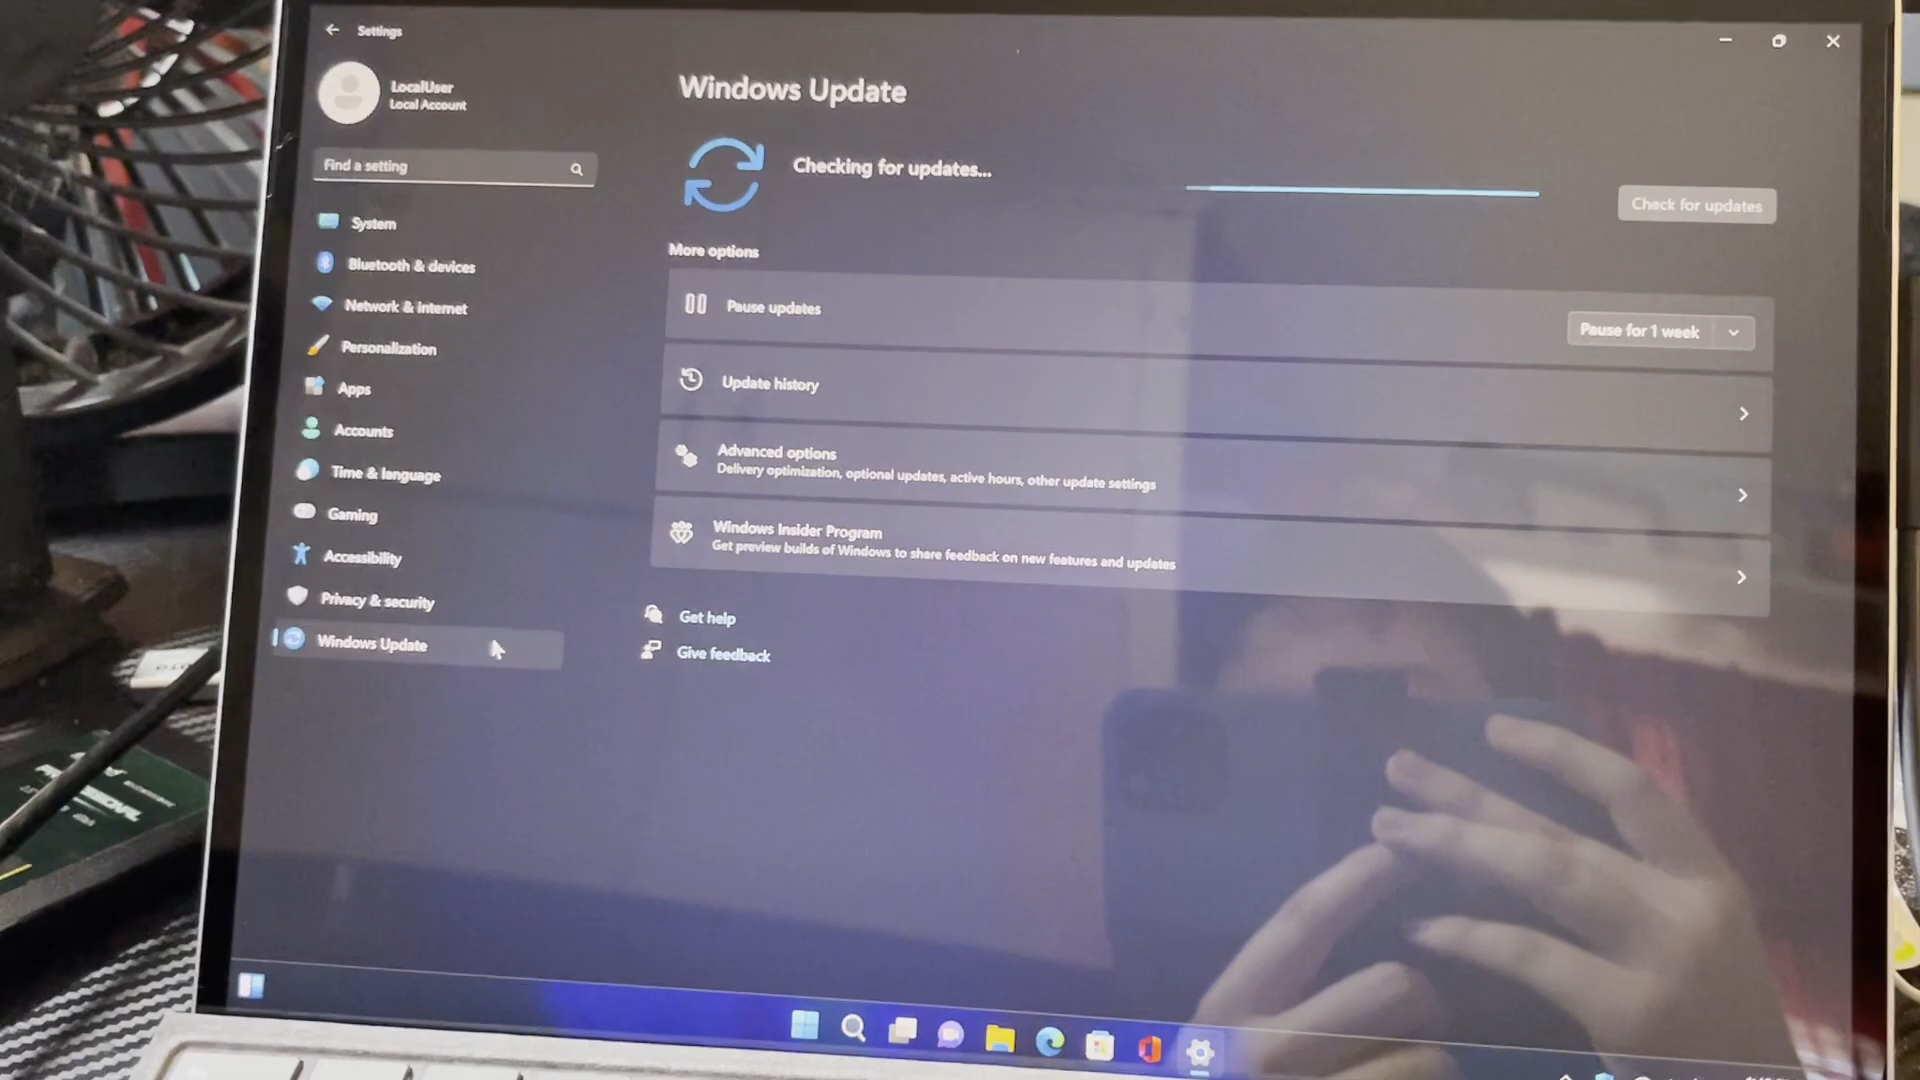 Settings
LocalUser
Local Account
Find a setting
System
Bluetooth & devices
Network & internet
Personalization
Apps
Accounts
Time & language
Gaming
Accessibility
Privacy & security
Windows Update
Windows Update
Checking for updates...
Check for updates
More options
Pause updates
Pause for 1 week
Update history
Advanced options
Delivery optimization, optional updates, active hours, other update settings
Windows Insider Program
Get preview builds of Windows to share feedback on new features and updates
Get help
Give feedback